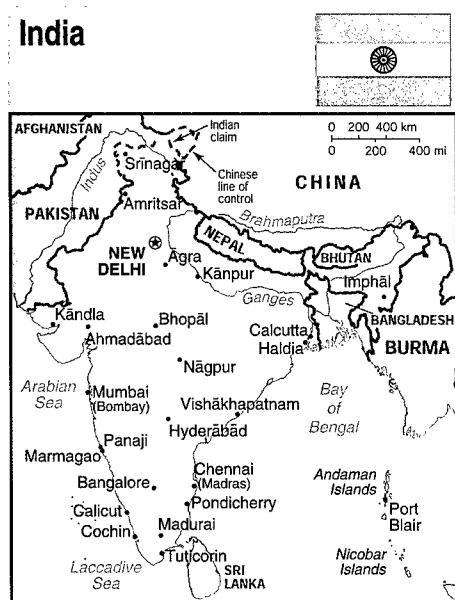 India
AFGHANISTAN
Indian
claim
0 200 400 km
0 200 400 mi
Srīnagar
Indus
Chinese
line of
control
CHINA
Amritsar
PAKISTAN
Brahmaputra
NEPAL
NEW
DELHI
BHUTAN
Agra
Kānpur
Imphāl
Ganges
Kāndla
Bhopāl
BANGLADESH
Calcutta
Ahmadābād
Haldia
BURMA
Nāgpur
Arabian
Sea
Mumbai
(Bombay)
Vishākhapatnam
Bay
of
Bengal
Hyderābād
Panaji
Marmagao
Chennai
(Madras)
Andaman
Islands
Bangalore
Pondicherry
Port
Blair
Calicut
Cochin
Madurai
Tuticorin
Nicobar
Islands
Laccadive
Sea
SRI
LANKA